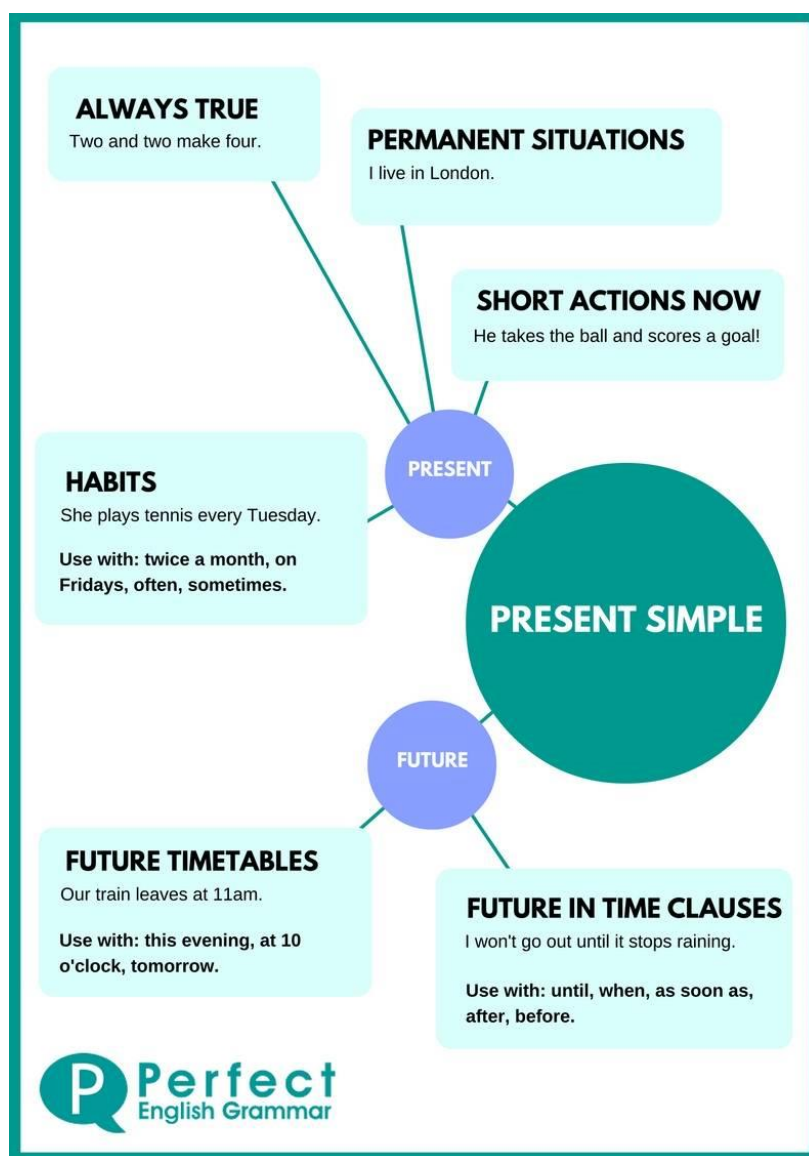 ALWAYS TRUE
Two and two make four.
PERMANENT SITUATIONS
I live in London.
SHORT ACTIONS NOW
He takes the ball and scores a goal!
PRESENT
HABITS
She plays tennis every Tuesday.
Use with: twice a month, on
Fridays, often, sometimes.
PRESENT SIMPLE
FUTURE
FUTURE TIMETABLES
Our train leaves at 11am.
Use with: this evening, at 10
o'clock, tomorrow.
FUTURE IN TIME CLAUSES
I won't go out until it stops raining.
Use with: until, when, as soon as,
after, before.
P
Perfect
English Grammar